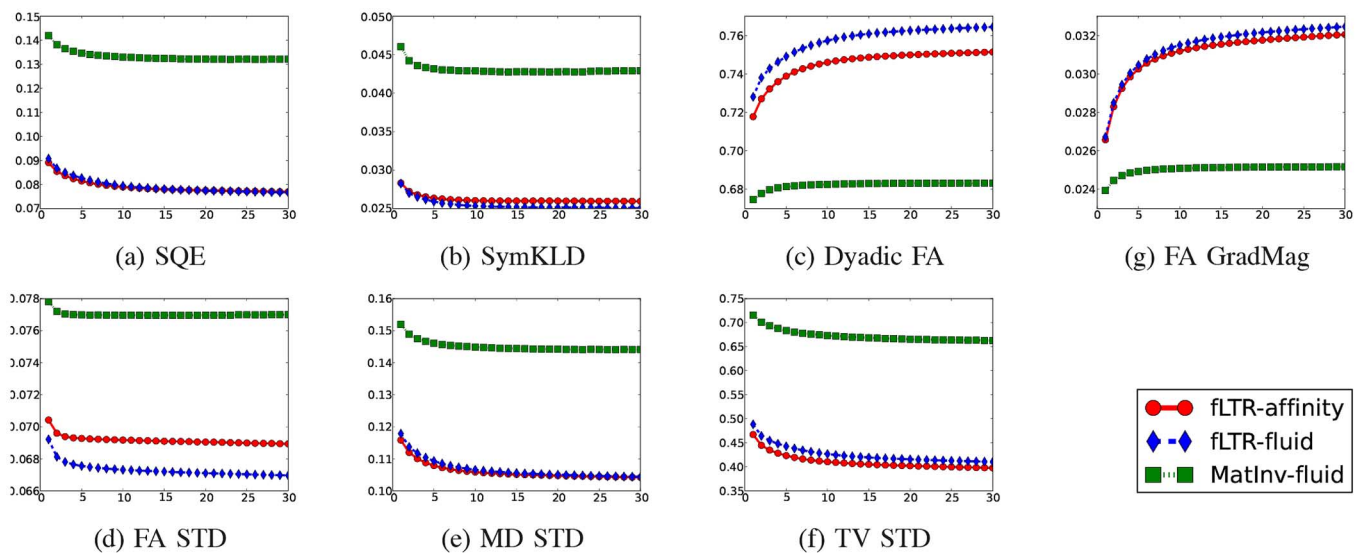 0.15
0.14
0.13
0.12
0.11
0.10
0.09
0.08
0.07
0 5 10 15 20 25 30
(a) SQE
0.050
0.045
0.040
0.035
0.030
0.025
0 5 10 15 20 25 30
(b) SymKLD
0.76
0.74
0.72
0.70
0.68
0 5 10 15 20 25 30
(c) Dyadic FA
0.032
0.030
0.028
0.026
0.024
0 5 10 15 20 25 30
(g) FA GradMag
0.078
0.076
0.074
0.072
0.070
0.068
0.066
0 5 10 15 20 25 30
(d) FA STD
0.16
0.15
0.14
0.13
0.12
0.11
0.10
0 5 10 15 20 25 30
(e) MD STD
0.75
0.70
0.65
0.60
0.55
0.50
0.45
0.40
0.35
0 5 10 15 20 25 30
(f) TV STD
fLTR-affinity
fLTR-fluid
MatInv-fluid